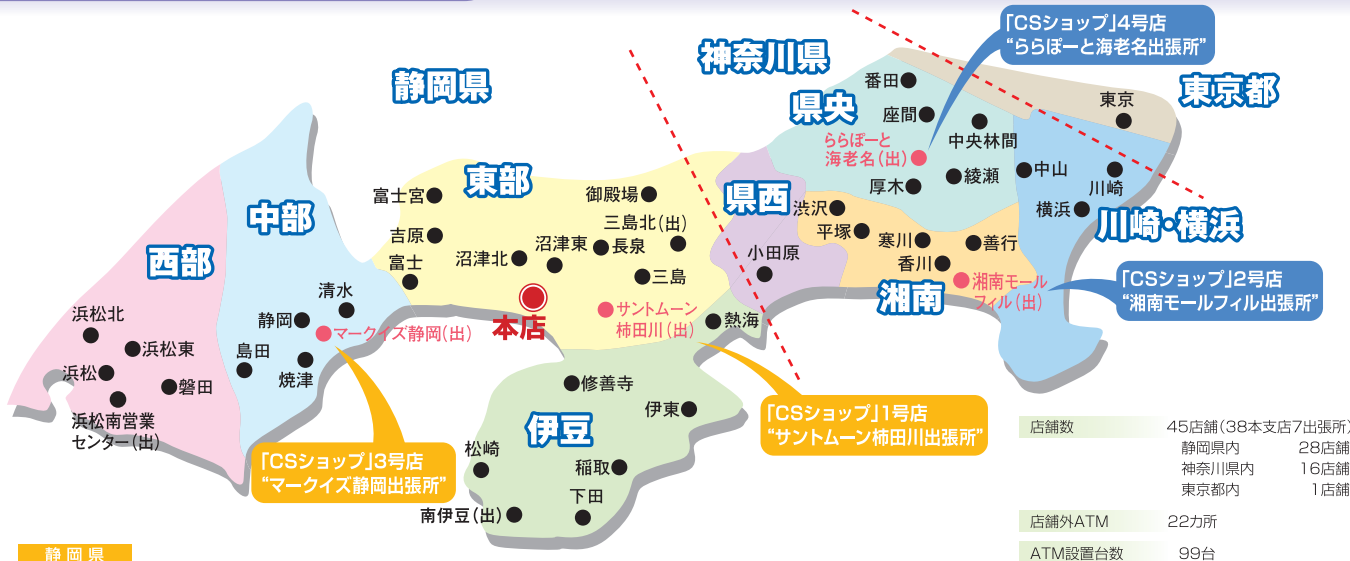 静岡県
神奈川県
東京都
「CSショップ」4号店
“ららぽーと海老名出張所”
県央
番田
座間
中央林間
ららぽーと
海老名(出)
厚木
綾瀬
東京
中山
川崎
横浜
川崎・横浜
県西
小田原
渋沢
平塚
寒川
香川
善行
湘南モール
フィル(出)
湘南
「CSショップ」2号店
“湘南モールフィル出張所”
東部
富士宮
吉原
富士
御殿場
三島北(出)
沼津東
長泉
沼津北
三島
本店
サントムーン
柿田川(出)
熱海
中部
清水
静岡
マークイズ静岡(出)
島田
焼津
西部
浜松北
浜松東
浜松
磐田
浜松南営業
センター(出)
伊豆
修善寺
伊東
松崎
稲取
下田
南伊豆(出)
「CSショップ」1号店
“サントムーン柿田川出張所”
「CSショップ」3号店
“マークイズ静岡出張所”
店舗数 45店舗(38本支店7出張所)
静岡県内 28店舗
神奈川県内 16店舗
東京都内 1店舗
店舗外ATM 22カ所
ATM設置台数 99台
静岡県